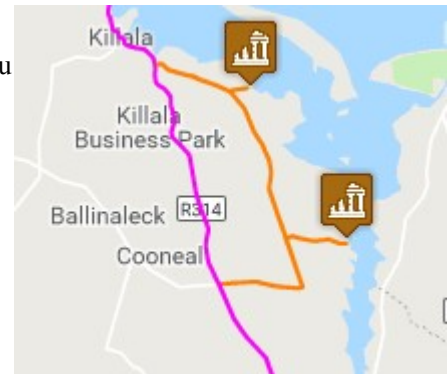 Killala
u
Killala
Business Park
Ballinaleck
R314
Cooneal